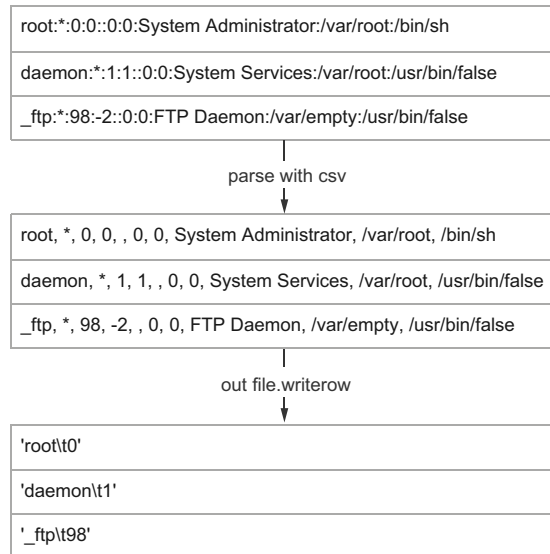 root:*:0:0::0:0:System Administrator:/var/root:/bin/sh
daemon:*:1:1::0:0:System Services:/var/root:/usr/bin/false
_ftp:*:98:-2::0:0:FTP Daemon:/var/empty:/usr/bin/false
parse with csv
root, *, 0, 0, , 0, 0, System Administrator, /var/root, /bin/sh
daemon, *, 1, 1, , 0, 0, System Services, /var/root, /usr/bin/false
_ftp, *, 98, -2, , 0, 0, FTP Daemon, /var/empty, /usr/bin/false
out file.writerow
'root\t0'
'daemon\t1'
'_ftp\t98'